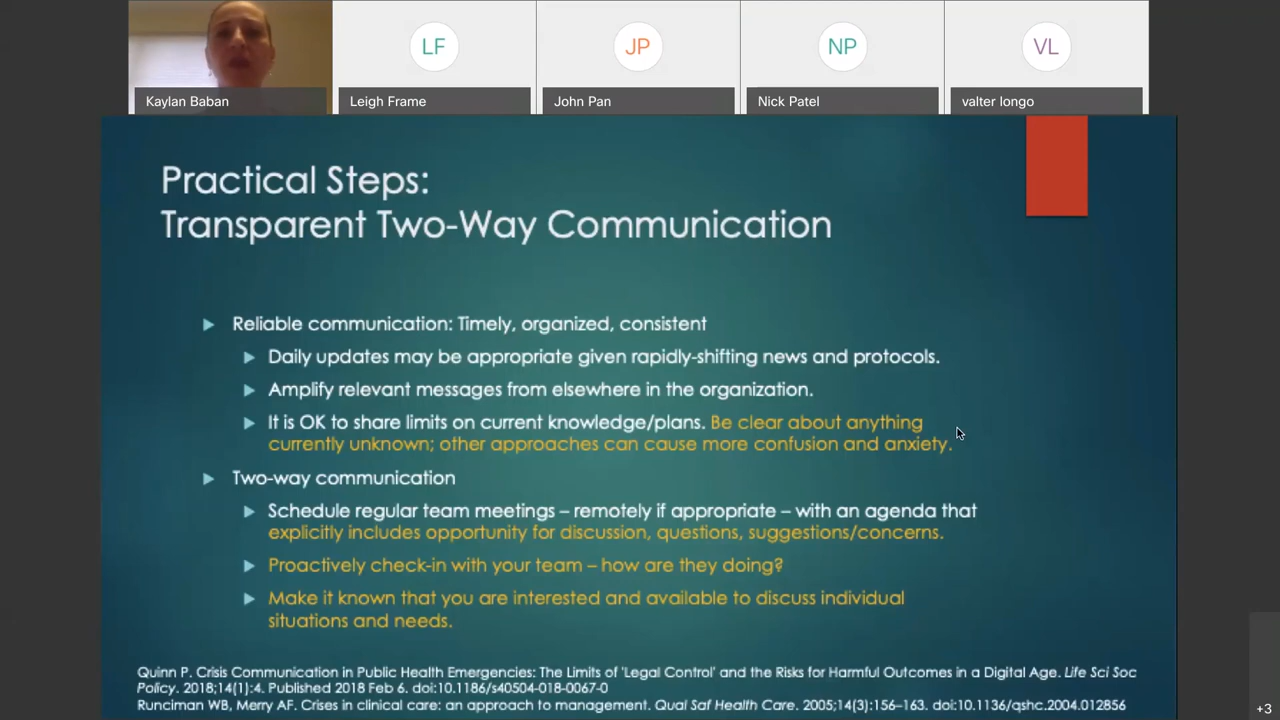 LF
JP
NP
VL
Kaylan Baban
Leigh Frame
John Pan
Nick Patel
valter longo
Practical Steps:
Transparent Two-Way Communication
Reliable communication: Timely, organized, consistent
Daily updates may be appropriate given rapidly-shifting news and protocols.
Amplify relevant messages from elsewhere in the organization.
It is OK to share limits on current knowledge/plans. Be clear about anything
currently unknown; other approaches can cause more confusion and anxiety.
Two-way communication
Schedule regular team meetings – remotely if appropriate – with an agenda that
explicitly includes opportunity for discussion, questions, suggestions/concerns.
Proactively check-in with your team – how are they doing?
Make it known that you are interested and available to discuss individual
situations and needs.
Quinn P. Crisis Communication in Public Health Emergencies: The Limits of 'Legal Control' and the Risks for Harmful Outcomes in a Digital Age. Life Sci Soc
Policy. 2018;14(1):4. Published 2018 Feb 6. doi:10.1186/s40504-018-0067-0
Runciman WB, Merry AF. Crises in clinical care: an approach to management. Qual Saf Health Care. 2005;14(3):156–163. doi:10.1136/qshc.2004.012856
+3